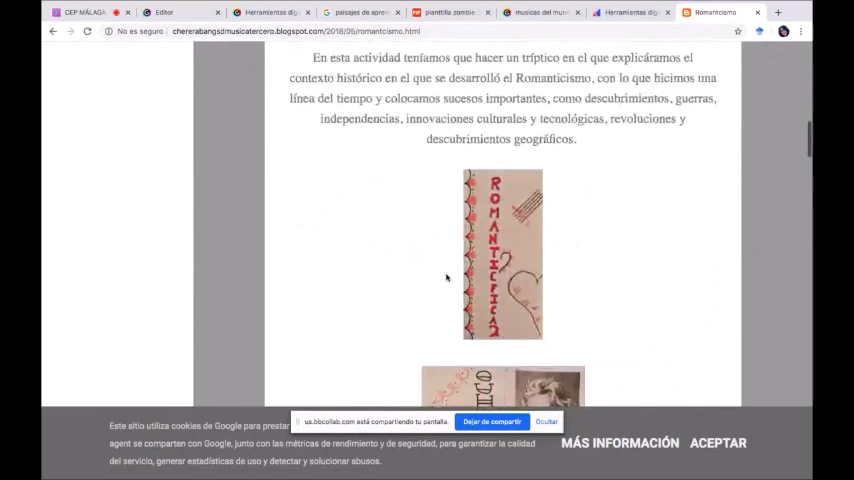 CEP MÁLAGA
Editor
Herramientas dig
paisajes de apren
planttilla zombie
musicas del mun
Herramientas dig
Romantcismo
No es seguro
chererabangsdmusicatercero.blogspot.com/2018/05/romantcismo.html
En esta actividad teníamos que hacer un tríptico en el que explicáramos el
contexto histórico en el que se desarrolló el Romanticismo, con lo que hicimos una
línea del tiempo y colocamos sucesos importantes, como descubrimientos, guerras,
independencias, innovaciones culturales y tecnológicas, revoluciones y
descubrimientos geográficos.
Este sitio utiliza cookies de Google para prestar
us.bbcollab.com está compartiendo tu pantalla.
Dejar de compartir
Ocultar
agent se comparten con Google, junto con las métricas de rendimiento y de seguridad, para garantizar la calidad
del servicio, generar estadísticas de uso y detectar y solucionar abusos.
MÁS INFORMACIÓN ACEPTAR